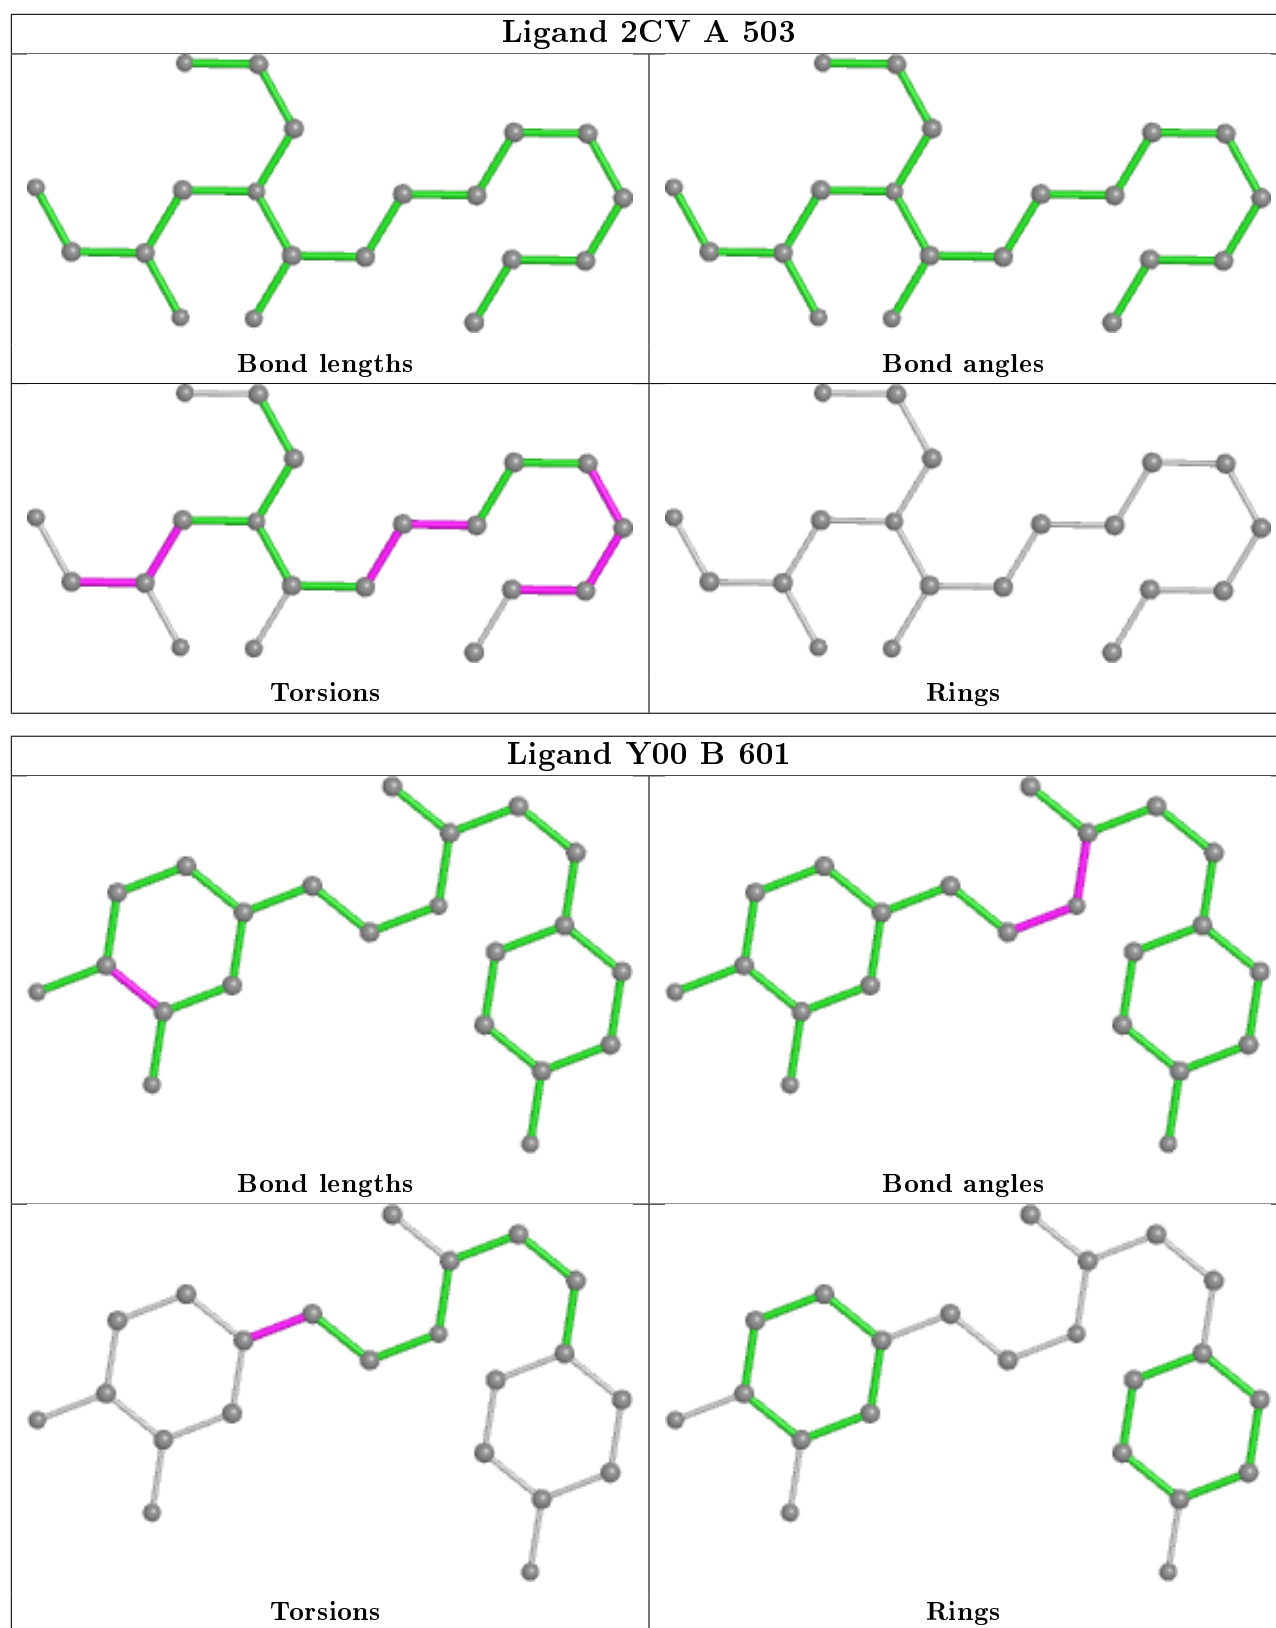 Ligand 2CV A 503
Bond lengths
Bond angles
Torsions
Rings
Ligand Y00 B 601
Bond lengths
Bond angles
Torsions
Rings